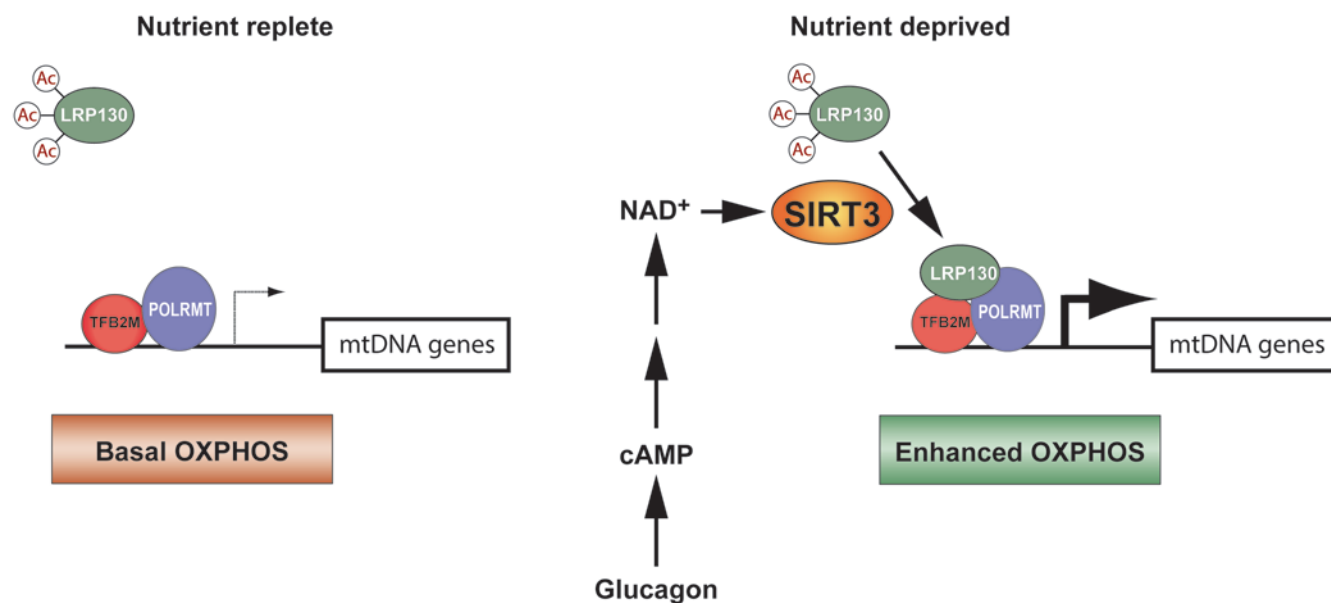 Nutrient replete
Ac
Ac
LRP130
Ac
TFB2M
POLRMT
mtDNA genes
Basal OXPHOS
Glucagon
cAMP
NAD⁺
Nutrient deprived
Ac
Ac
LRP130
Ac
SIRT3
LRP130
TFB2M
POLRMT
mtDNA genes
Enhanced OXPHOS